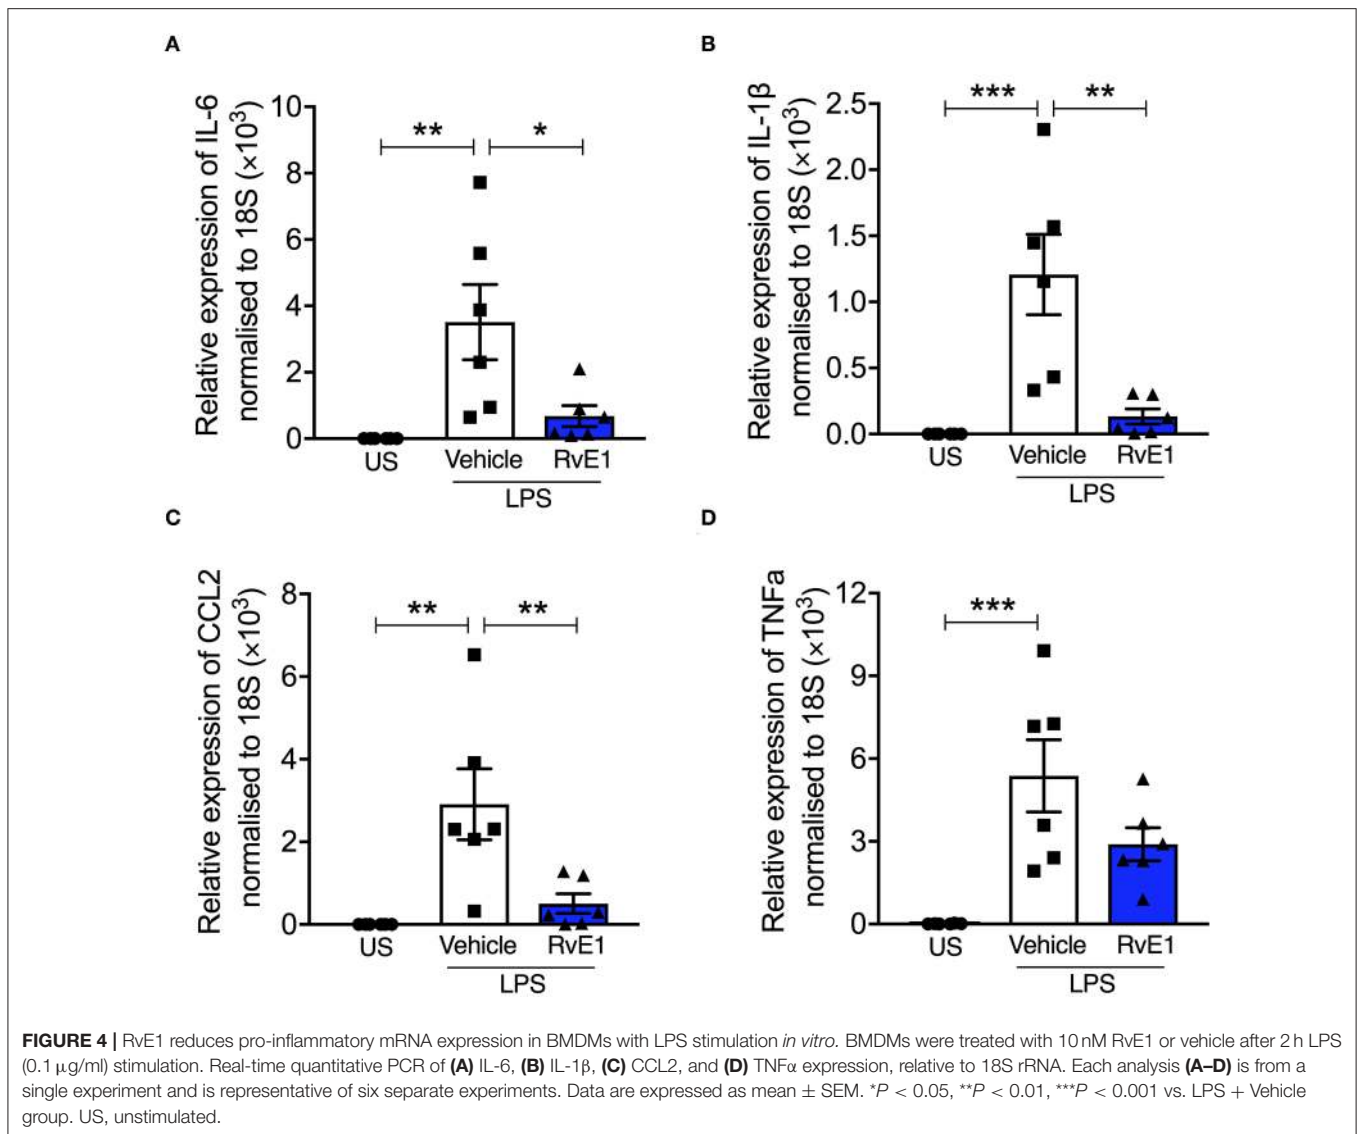 A
Relative expression of IL-6
normalised to 18S (×10³)
10
8
6
4
2
0
**
*
US
Vehicle
RvE1
LPS
B
Relative expression of IL-1β
normalised to 18S (×10³)
2.5
2.0
1.5
1.0
0.5
0.0
***
**
US
Vehicle
RvE1
LPS
C
Relative expression of CCL2
normalised to 18S (×10³)
8
6
4
2
0
**
**
US
Vehicle
RvE1
LPS
D
Relative expression of TNFa
normalised to 18S (×10³)
12
9
6
3
0
***
US
Vehicle
RvE1
LPS
FIGURE 4 | RvE1 reduces pro-inflammatory mRNA expression in BMDMs with LPS stimulation in vitro. BMDMs were treated with 10 nM RvE1 or vehicle after 2 h LPS
(0.1 μg/ml) stimulation. Real-time quantitative PCR of (A) IL-6, (B) IL-1β, (C) CCL2, and (D) TNFα expression, relative to 18S rRNA. Each analysis (A–D) is from a
single experiment and is representative of six separate experiments. Data are expressed as mean ± SEM. *P < 0.05, **P < 0.01, ***P < 0.001 vs. LPS + Vehicle
group. US, unstimulated.